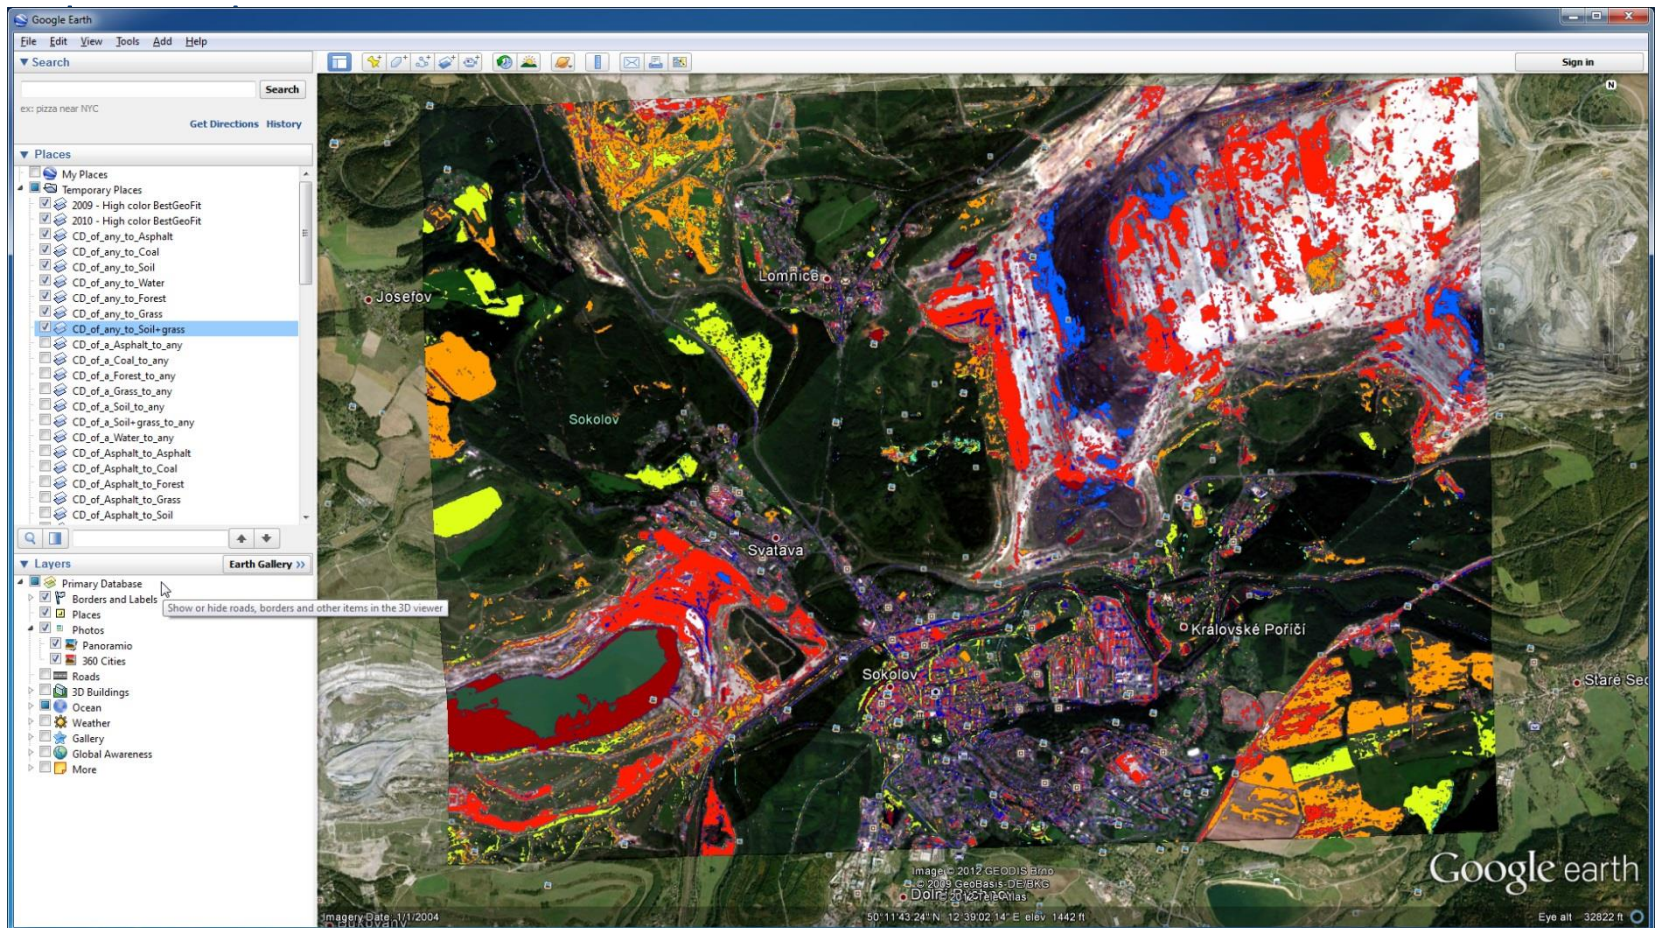 Google Earth
File Edit View Tools Add Help
Search
Sign in
Search
ex: pizza near NYC
Get Directions History
Places
My Places
Temporary Places
2009 - High color BestGeoFit
2010 - High color BestGeoFit
CD_of_any_to_Asphalt
CD_of_any_to_Coal
CD_of_any_to_Soil
CD_of_any_to_Water
CD_of_any_to_Forest
CD_of_any_to_Grass
CD_of_any_to_Soil+grass
CD_of_a_Asphalt_to_any
CD_of_a_Coal_to_any
CD_of_a_Forest_to_any
CD_of_a_Grass_to_any
CD_of_a_Soil_to_any
CD_of_a_Soil+grass_to_any
CD_of_a_Water_to_any
CD_of_Asphalt_to_Asphalt
CD_of_Asphalt_to_Coal
CD_of_Asphalt_to_Forest
CD_of_Asphalt_to_Grass
CD_of_Asphalt_to_Soil
Layers
Earth Gallery »
Primary Database
Borders and Labels
Show or hide roads, borders and other items in the 3D viewer
Places
Photos
Panoramio
360 Cities
Roads
3D Buildings
Ocean
Weather
Gallery
Global Awareness
More
N
Lomnice
Josefov
Sokolov
Svatava
Královské Poříčí
Sokolov
Staré Sed
Google earth
Image © 2012 GEODIS Brno
© 2009 GeoBasis-DE/BKG
© 2012 Tele Atlas
Imagery Date: 1/1/2004
50°11'43.24" N 12°39'02.14" E elev 1442 ft
Eye alt 32822 ft